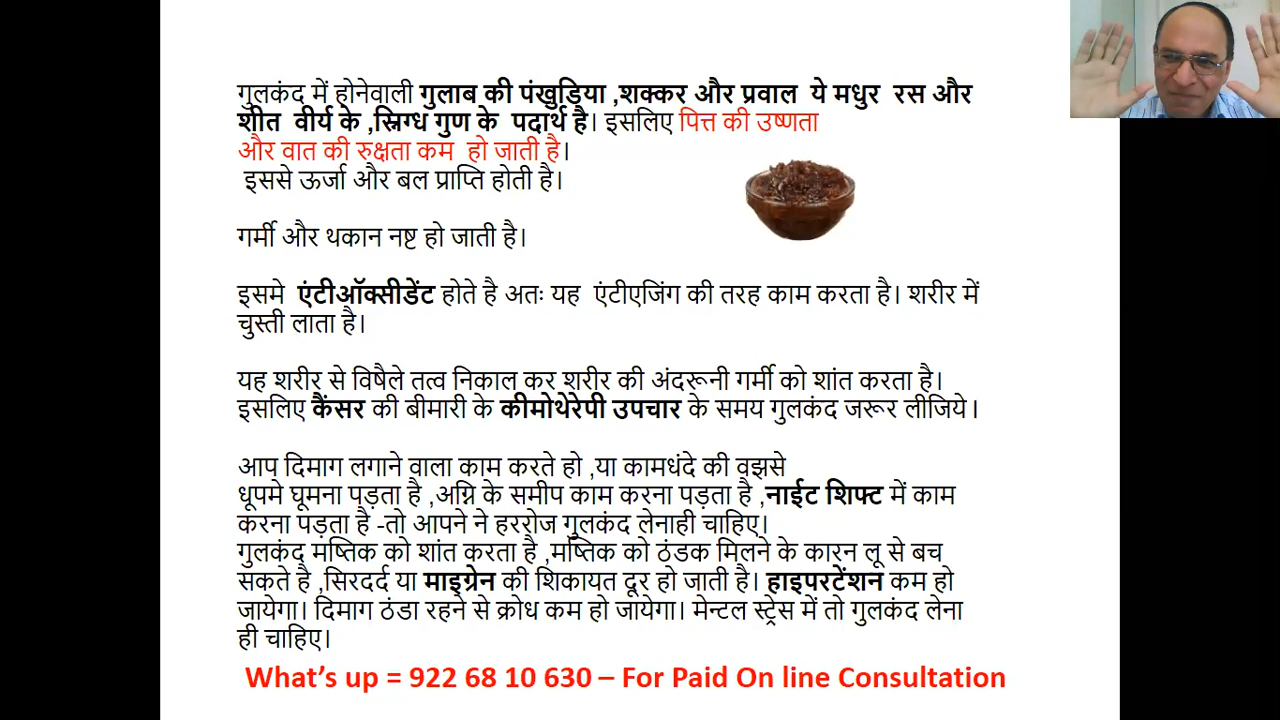 गुलकंद में होनेवाली गुलाब की पंखुड़िया ,शक्कर और प्रवाल ये मधुर रस और
शीत वीर्य के ,स्निग्ध गुण के पदार्थ है। इसलिए पित्त की उष्णता
और वात की रुक्षता कम हो जाती है।
इससे ऊर्जा और बल प्राप्ति होती है।
गर्मी और थकान नष्ट हो जाती है।
इसमे एंटीऑक्सीडेंट होते है अतः यह एंटीएजिंग की तरह काम करता है। शरीर में
चुस्ती लाता है।
यह शरीर से विषैले तत्व निकाल कर शरीर की अंदरूनी गर्मी को शांत करता है।
इसलिए कैंसर की बीमारी के कीमोथेरेपी उपचार के समय गुलकंद जरूर लीजिये।
आप दिमाग लगाने वाला काम करते हो ,या कामधंदे की वझसे
धूपमे घूमना पड़ता है ,अग्नि के समीप काम करना पड़ता है ,नाईट शिफ्ट में काम
करना पड़ता है -तो आपने ने हररोज गुलकंद लेनाही चाहिए।
गुलकंद मष्तिक को शांत करता है ,मष्तिक को ठंडक मिलने के कारन लू से बच
सकते है ,सिरदर्द या माइग्रेन की शिकायत दूर हो जाती है। हाइपरटेंशन कम हो
जायेगा। दिमाग ठंडा रहने से क्रोध कम हो जायेगा। मेन्टल स्ट्रेस में तो गुलकंद लेना
ही चाहिए।
What's up = 922 68 10 630 – For Paid On line Consultation